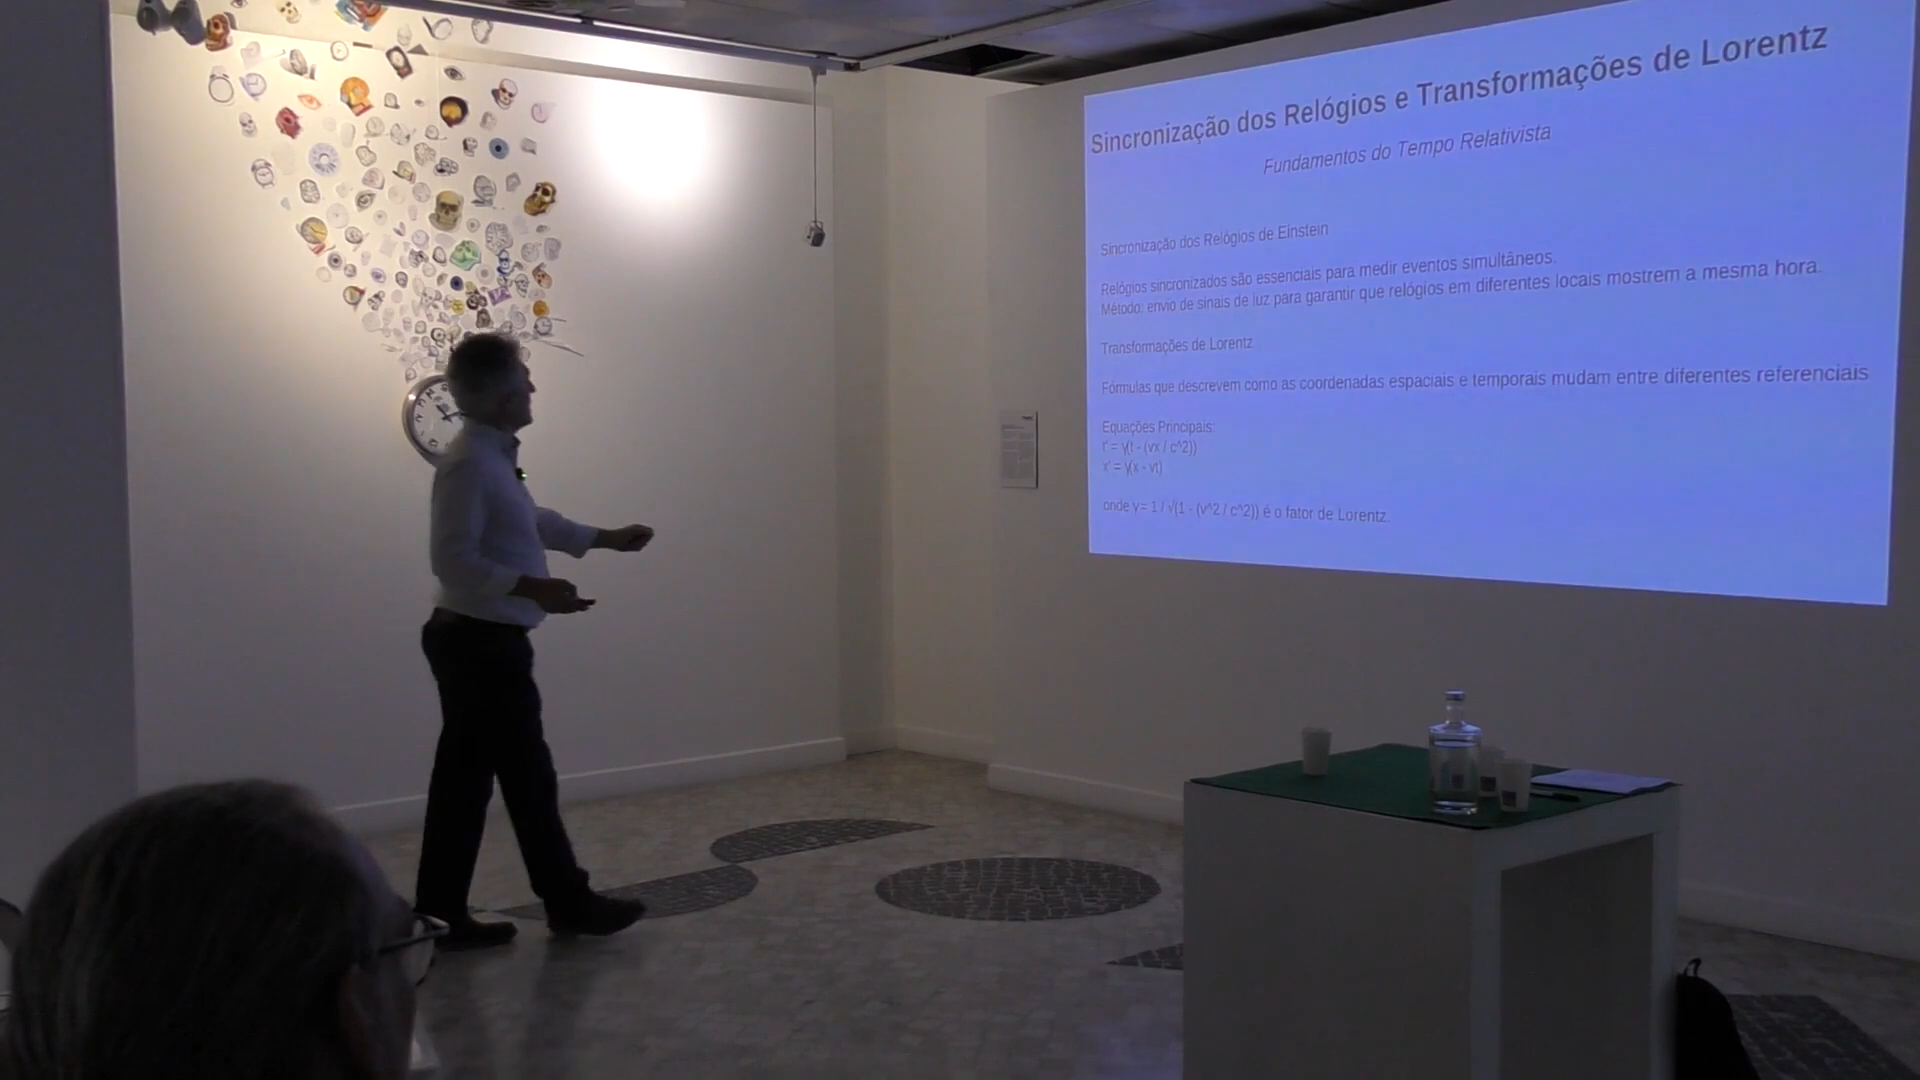 Sincronização dos Relógios e Transformações de Lorentz
Fundamentos do Tempo Relativista
Sincronização dos Relógios de Einstein
Relógios sincronizados são essenciais para medir eventos simultâneos.
Método: envio de sinais de luz para garantir que relógios em diferentes locais mostrem a mesma hora.
Transformações de Lorentz
Fórmulas que descrevem como as coordenadas espaciais e temporais mudam entre diferentes referenciais
Equações Principais:
t' = γ(t - (vx / c^2))
x' = γ(x - vt)
onde γ = 1 / √(1 - (v^2 / c^2)) é o fator de Lorentz.